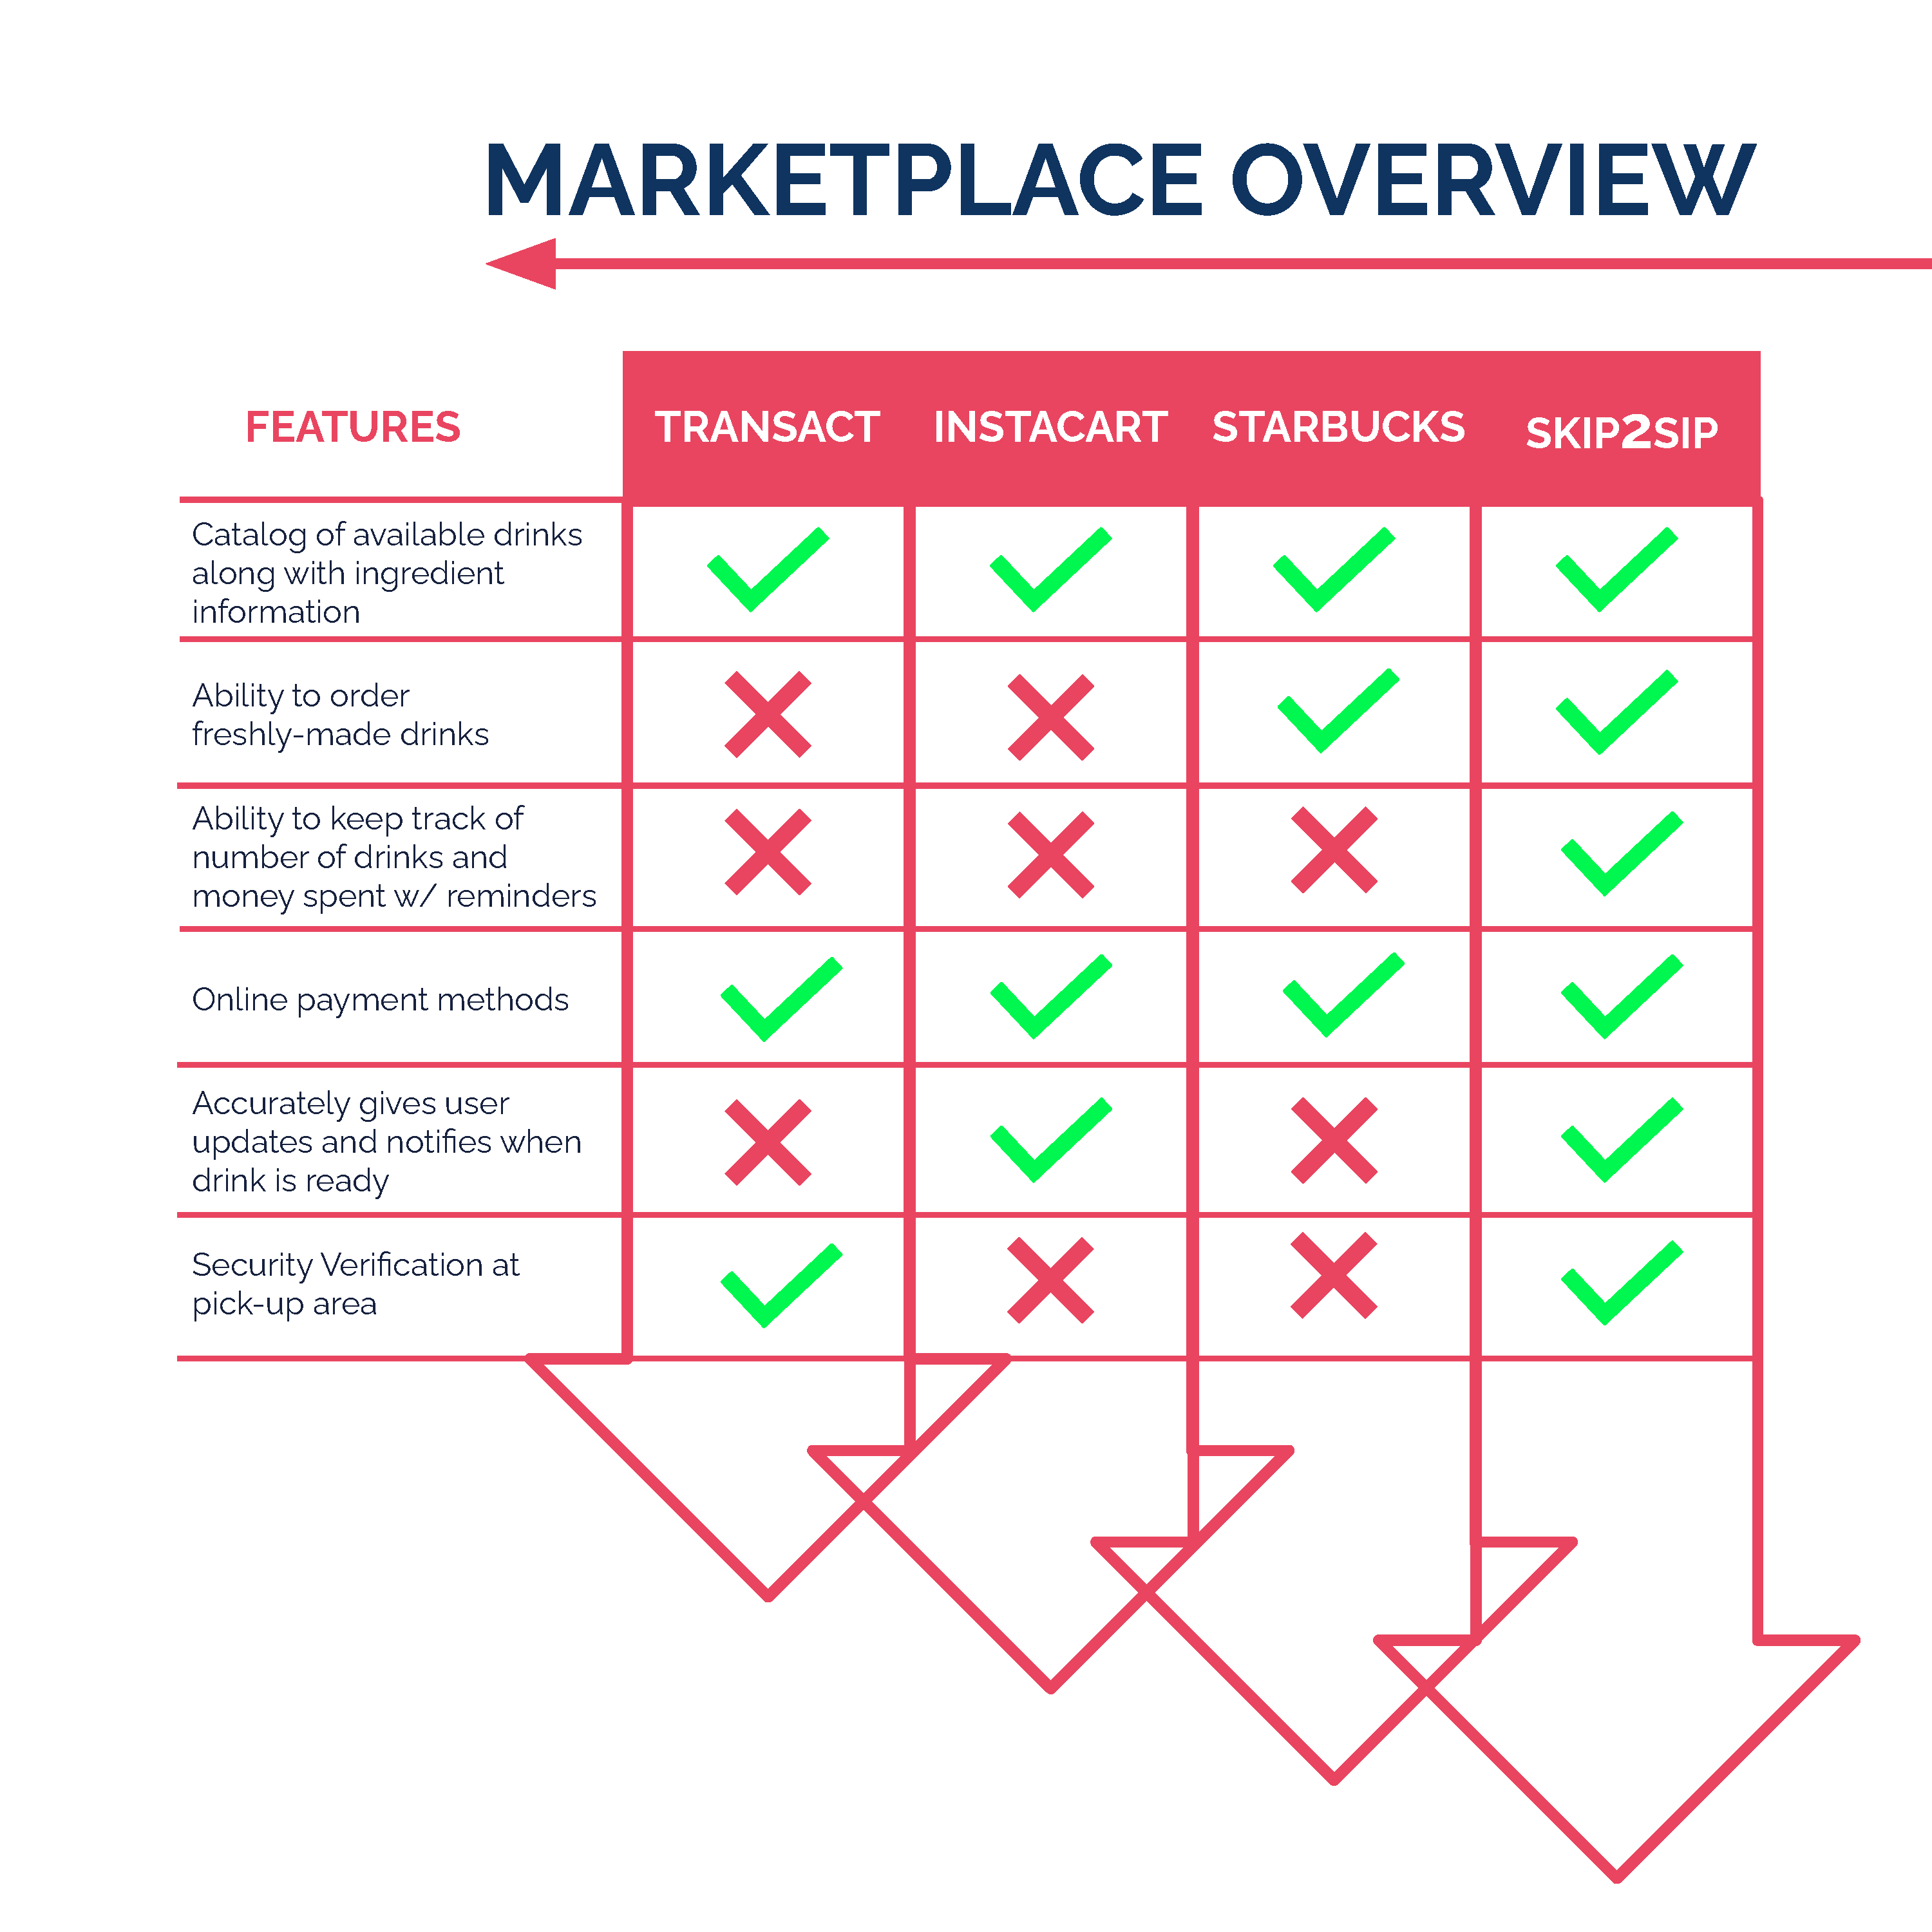 MARKETPLACE OVERVIEW
FEATURES TRANSACT INSTACART STARBUCKS SKIP2SIP
Catalog of available drinks
along with ingredient
information
Ability to order
freshly-made drinks
Ability to keep track of
number of drinks and
money spent w/ reminders
Online payment methods
Accurately gives user
updates and notifies when
drink is ready
Security Verification at
pick-up area